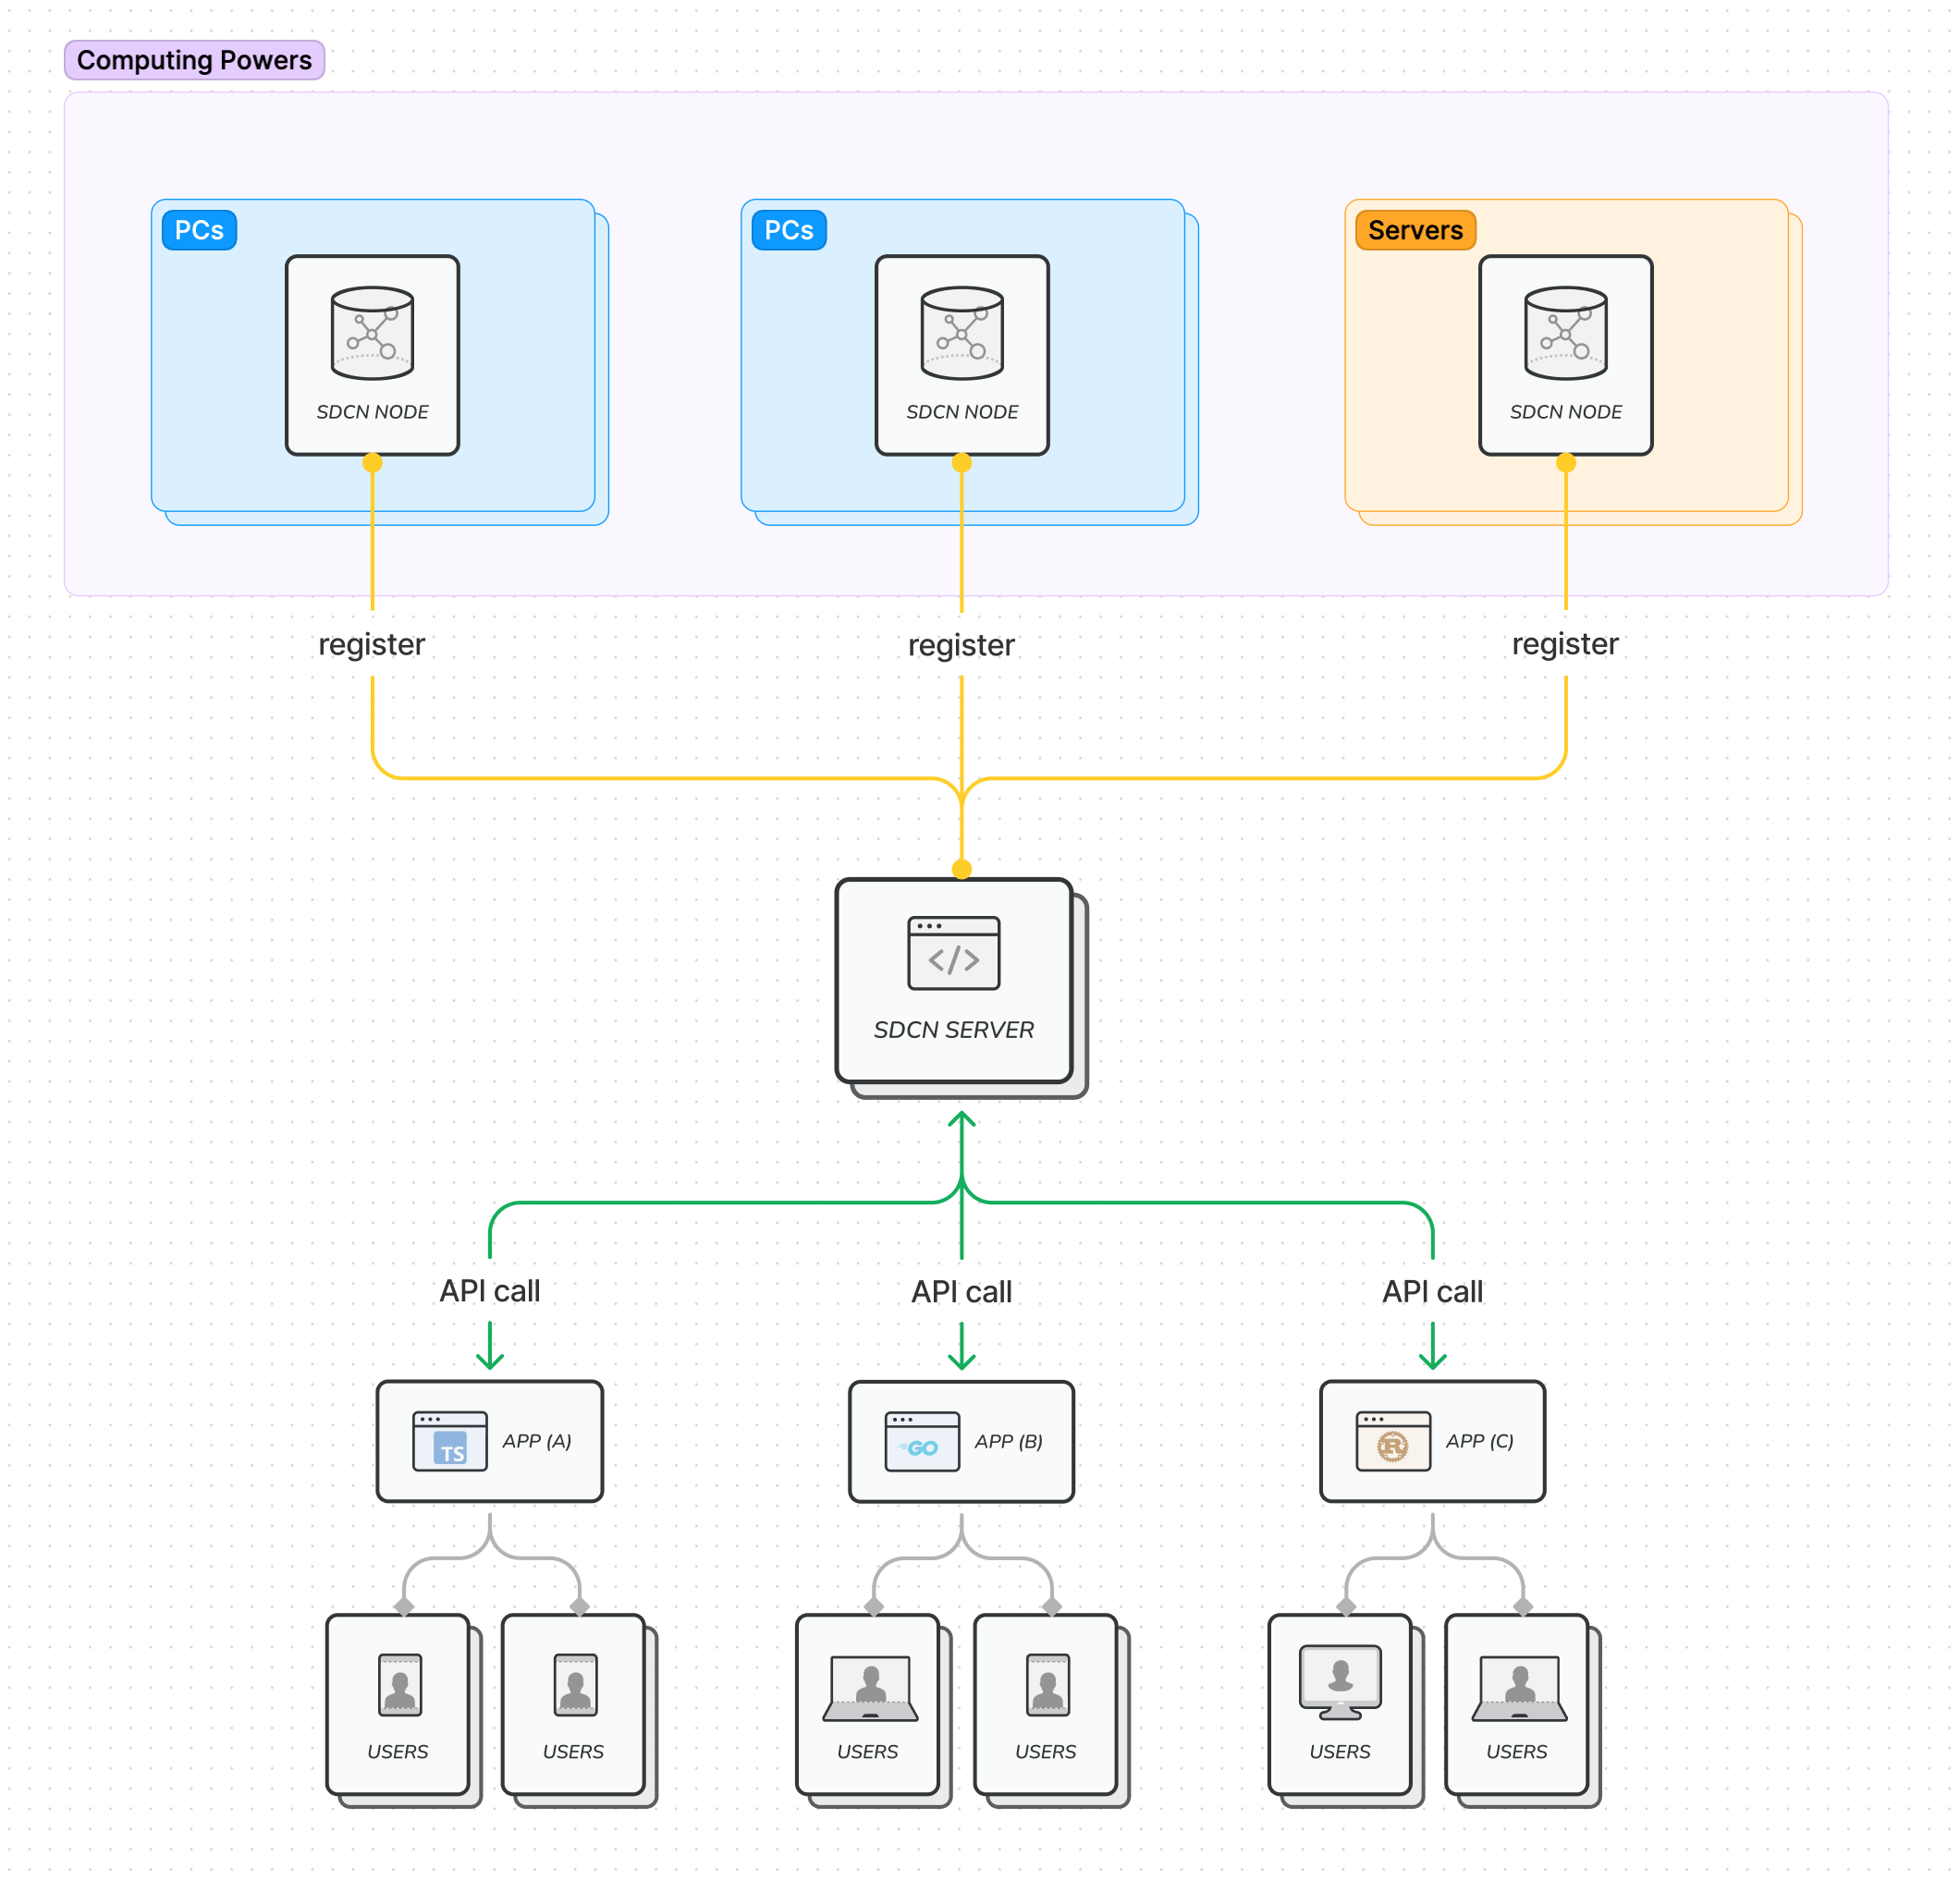 Computing Powers
PCs
PCs
Servers
SDCN NODE
SDCN NODE
SDCN NODE
register
register
register
</>
SDCN SERVER
API call
API call
API call
TS
APP (A)
GO
APP (B)
R
APP (C)
USERS
USERS
USERS
USERS
USERS
USERS